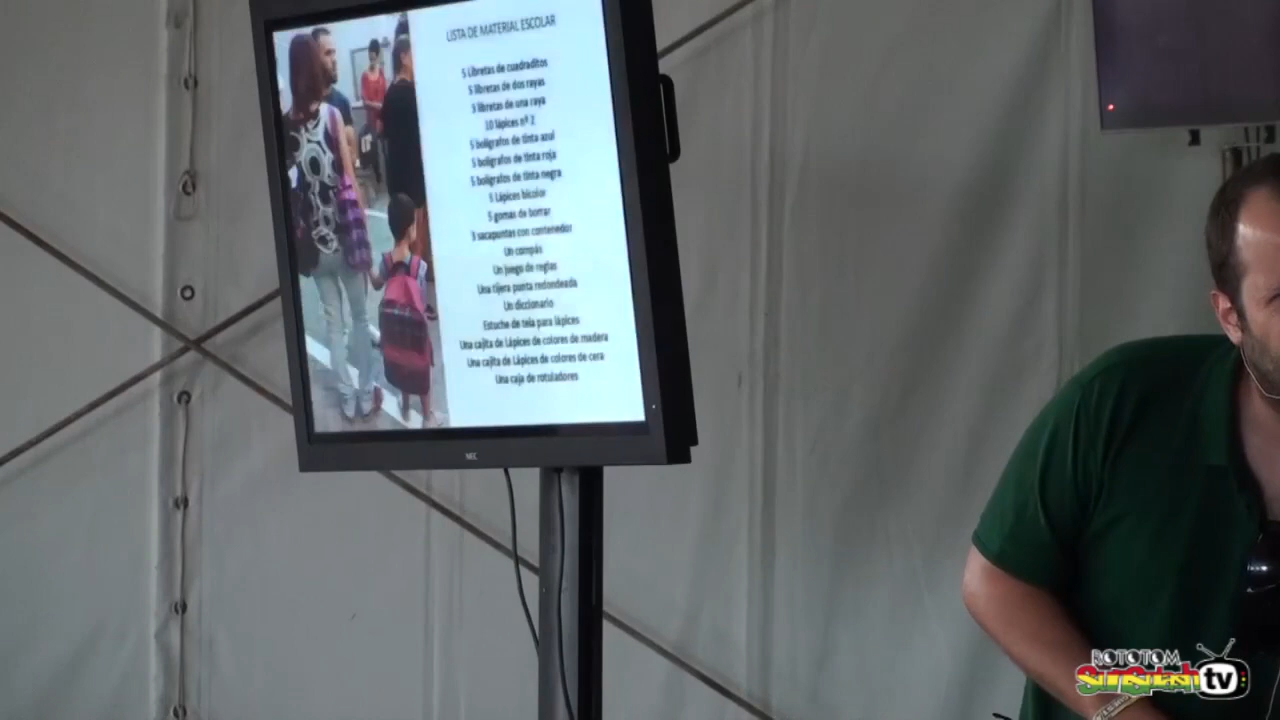 LISTA DE MATERIAL ESCOLAR
5 Libretas de cuadraditos
5 libretas de dos rayas
3 libretas de una raya
10 lápices nº 2
5 bolígrafos de tinta azul
5 bolígrafos de tinta roja
5 bolígrafos de tinta negra
5 Lápices bicolor
5 gomas de borrar
3 sacapuntas con contenedor
Un compás
Un juego de reglas
Una tijera punta redondeada
Un diccionario
Estuche de tela para lápices
Una cajita de Lápices de colores de madera
Una cajita de Lápices de colores de cera
Una caja de rotuladores
NEC
ROTOTOM
SunSplash tv